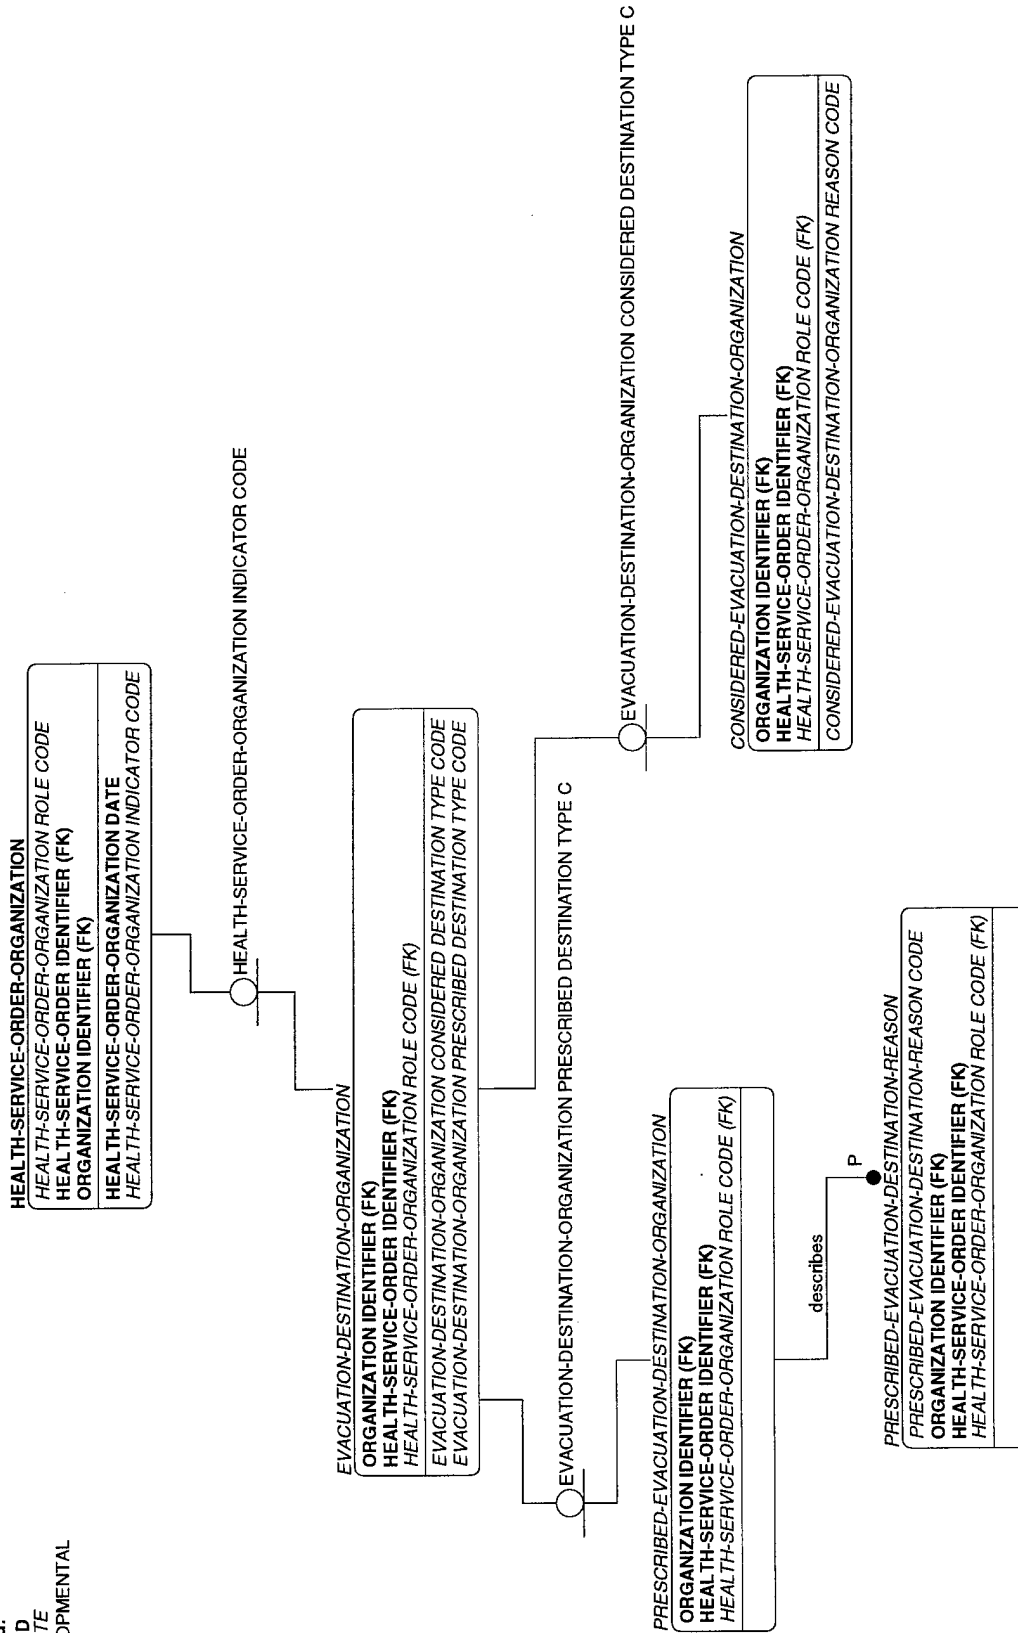 HEALTH-SERVICE-ORDER-ORGANIZATION
HEALTH-SERVICE-ORDER-ORGANIZATION ROLE CODE
HEALTH-SERVICE-ORDER IDENTIFIER (FK)
ORGANIZATION IDENTIFIER (FK)
HEALTH-SERVICE-ORDER-ORGANIZATION DATE
HEALTH-SERVICE-ORDER-ORGANIZATION INDICATOR CODE
HEALTH-SERVICE-ORDER-ORGANIZATION INDICATOR CODE
EVACUATION-DESTINATION-ORGANIZATION
ORGANIZATION IDENTIFIER (FK)
HEALTH-SERVICE-ORDER IDENTIFIER (FK)
HEALTH-SERVICE-ORDER-ORGANIZATION ROLE CODE (FK)
EVACUATION-DESTINATION-ORGANIZATION CONSIDERED DESTINATION TYPE CODE
EVACUATION-DESTINATION-ORGANIZATION PRESCRIBED DESTINATION TYPE CODE
EVACUATION-DESTINATION-ORGANIZATION PRESCRIBED DESTINATION TYPE C
EVACUATION-DESTINATION-ORGANIZATION CONSIDERED DESTINATION TYPE C
PRESCRIBED-EVACUATION-DESTINATION-ORGANIZATION
ORGANIZATION IDENTIFIER (FK)
HEALTH-SERVICE-ORDER IDENTIFIER (FK)
HEALTH-SERVICE-ORDER-ORGANIZATION ROLE CODE (FK)
CONSIDERED-EVACUATION-DESTINATION-ORGANIZATION
ORGANIZATION IDENTIFIER (FK)
HEALTH-SERVICE-ORDER IDENTIFIER (FK)
HEALTH-SERVICE-ORDER-ORGANIZATION ROLE CODE (FK)
CONSIDERED-EVACUATION-DESTINATION-ORGANIZATION REASON CODE
describes
P
PRESCRIBED-EVACUATION-DESTINATION-REASON
PRESCRIBED-EVACUATION-DESTINATION-REASON CODE
ORGANIZATION IDENTIFIER (FK)
HEALTH-SERVICE-ORDER IDENTIFIER (FK)
HEALTH-SERVICE-ORDER-ORGANIZATION ROLE CODE (FK)
D
TE
OPMENTAL